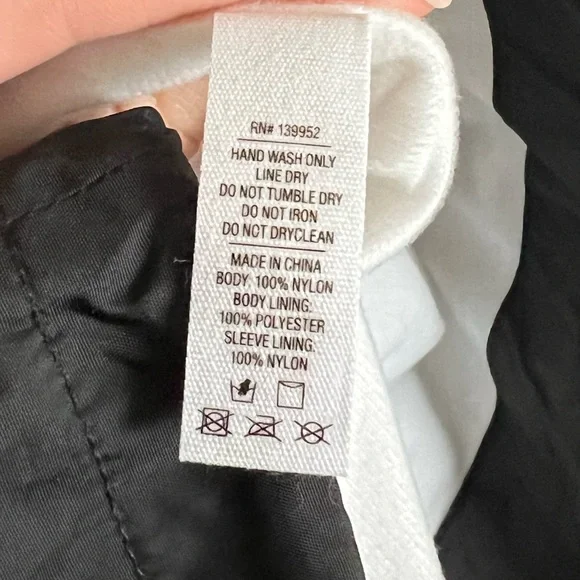 RN# 139952
HAND WASH ONLY
LINE DRY
DO NOT TUMBLE DRY
DO NOT IRON
DO NOT DRYCLEAN
MADE IN CHINA
BODY: 100% NYLON
BODY LINING:
100% POLYESTER
SLEEVE LINING:
100% NYLON